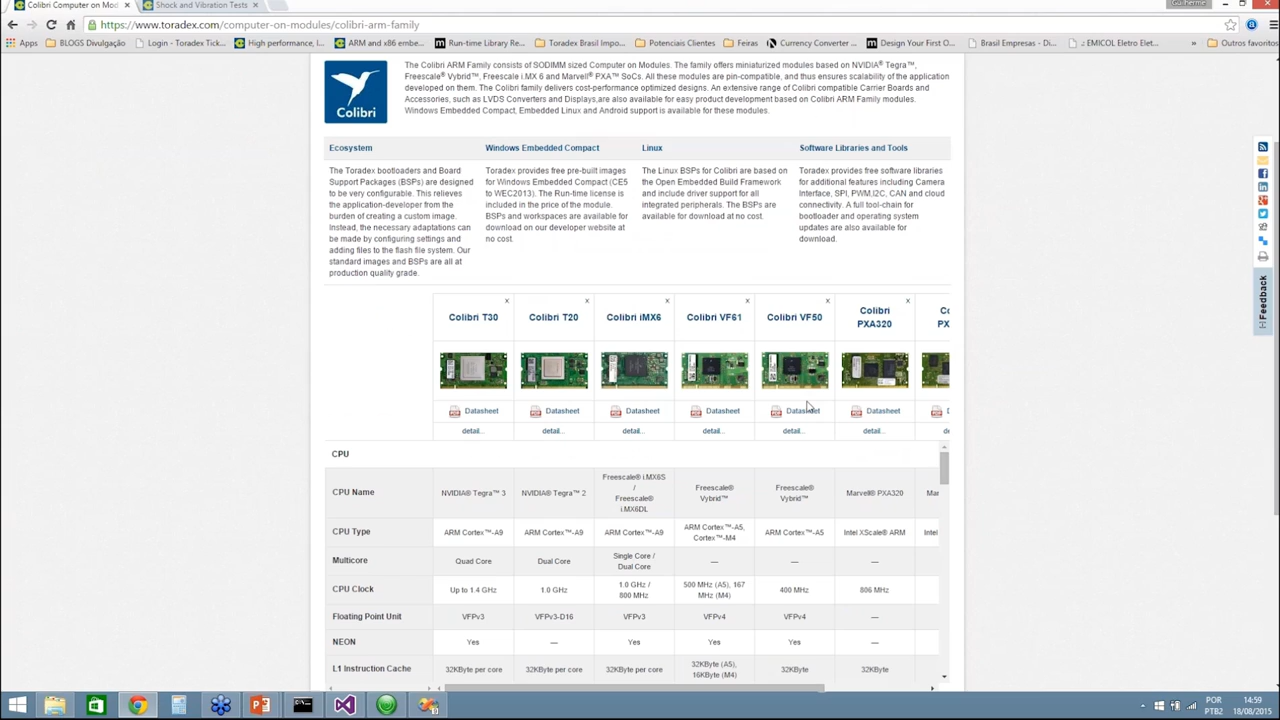 Colibri Computer on Mod
Shock and Vibration Tests
Guilherme
https://www.toradex.com/computer-on-modules/colibri-arm-family
Apps
BLOGS Divulgação
Login - Toradex Tick...
High performance, l...
ARM and x86 embe...
Run-time Library Re...
Toradex Brasil Impo...
Potenciais Clientes
Feiras
Currency Converter ...
Design Your First O...
Brasil Empresas - Di...
.: EMICOL Eletro Elet...
»
Outros favoritos
Colibri
The Colibri ARM Family consists of SODIMM sized Computer on Modules. The family offers miniaturized modules based on NVIDIA® Tegra™,
Freescale® Vybrid™, Freescale i.MX 6 and Marvell® PXA™ SoCs. All these modules are pin-compatible, and thus ensures scalability of the application
developed on them. The Colibri family delivers cost-performance optimized designs. An extensive range of Colibri compatible Carrier Boards and
Accessories, such as LVDS Converters and Displays,are also available for easy product development based on Colibri ARM Family modules.
Windows Embedded Compact, Embedded Linux and Android support is available for these modules.
Ecosystem
The Toradex bootloaders and Board
Support Packages (BSPs) are designed
to be very configurable. This relieves
the application-developer from the
burden of creating a custom image.
Instead, the necessary adaptations can
be made by configuring settings and
adding files to the flash file system. Our
standard images and BSPs are all at
production quality grade.
Windows Embedded Compact
Toradex provides free pre-built images
for Windows Embedded Compact (CE5
to WEC2013). The Run-time license is
included in the price of the module.
BSPs and workspaces are available for
download on our developer website at
no cost.
Linux
The Linux BSPs for Colibri are based on
the Open Embedded Build Framework
and include driver support for all
integrated peripherals. The BSPs are
available for download at no cost.
Software Libraries and Tools
Toradex provides free software libraries
for additional features including Camera
Interface, SPI, PWM,I2C, CAN and cloud
connectivity. A full tool-chain for
bootloader and operating system
updates are also available for
download.
Feedback
x x x x x x
Colibri T30 Colibri T20 Colibri iMX6 Colibri VF61 Colibri VF50 Colibri PXA320 Co PX
Datasheet Datasheet Datasheet Datasheet Datasheet Datasheet D
detail... detail... detail... detail... detail... detail... de
CPU
CPU Name NVIDIA® Tegra™ 3 NVIDIA® Tegra™ 2 Freescale® i.MX6S / Freescale® i.MX6DL Freescale® Vybrid™ Freescale® Vybrid™ Marvell® PXA320 Mar
CPU Type ARM Cortex™-A9 ARM Cortex™-A9 ARM Cortex™-A9 ARM Cortex™-A5, Cortex™-M4 ARM Cortex™-A5 Intel XScale® ARM Intel
Multicore Quad Core Dual Core Single Core / Dual Core — — —
CPU Clock Up to 1.4 GHz 1.0 GHz 1.0 GHz / 800 MHz 500 MHz (A5), 167 MHz (M4) 400 MHz 806 MHz
Floating Point Unit VFPv3 VFPv3-D16 VFPv3 VFPv4 VFPv4 —
NEON Yes — Yes Yes Yes —
L1 Instruction Cache 32KByte per core 32KByte per core 32KByte per core 32KByte (A5), 16KByte (M4) 32KByte 32KByte
POR
PTB2
14:59
18/08/2015